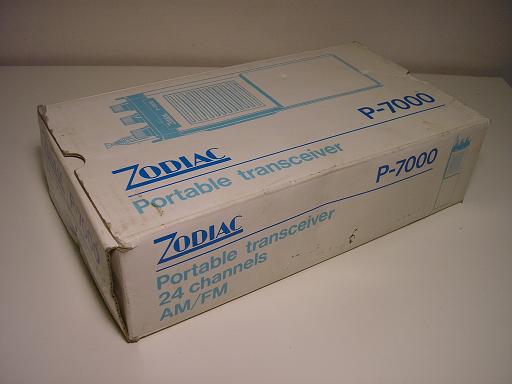 ZODIAC
P-7000
Portable transceiver
ZODIAC
P-7000
Portable transceiver
24 channels
AM/FM